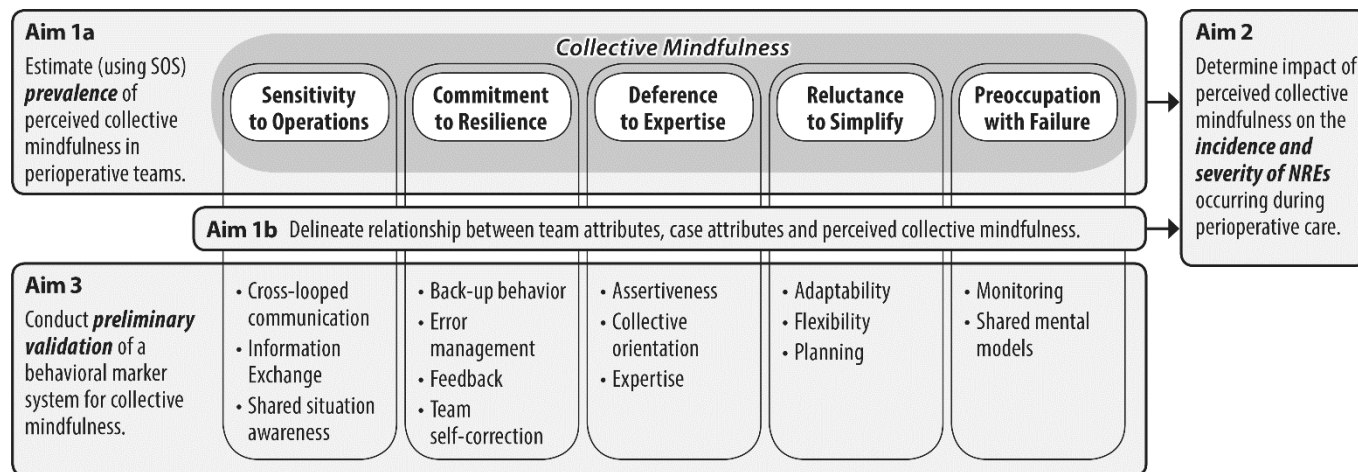 Aim 1a
Estimate (using SOS)
prevalence of
perceived collective
mindfulness in
perioperative teams.
Collective Mindfulness
Sensitivity
to Operations
Commitment
to Resilience
Deference
to Expertise
Reluctance
to Simplify
Preoccupation
with Failure
Aim 2
Determine impact of
perceived collective
mindfulness on the
incidence and
severity of NREs
occurring during
perioperative care.
Aim 1b Delineate relationship between team attributes, case attributes and perceived collective mindfulness.
Aim 3
Conduct preliminary
validation of a
behavioral marker
system for collective
mindfulness.
• Cross-looped
communication
• Information
Exchange
• Shared situation
awareness
• Back-up behavior
• Error
management
• Feedback
• Team
self-correction
• Assertiveness
• Collective
orientation
• Expertise
• Adaptability
• Flexibility
• Planning
• Monitoring
• Shared mental
models